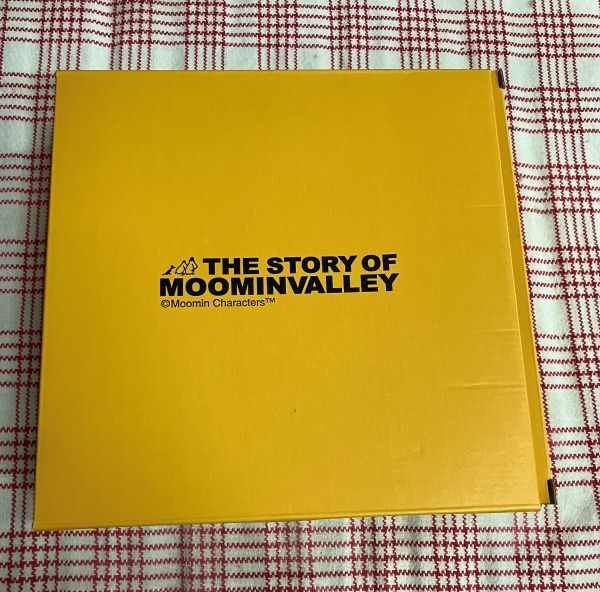 THE STORY OF
MOOMINVALLEY
©Moomin Characters™